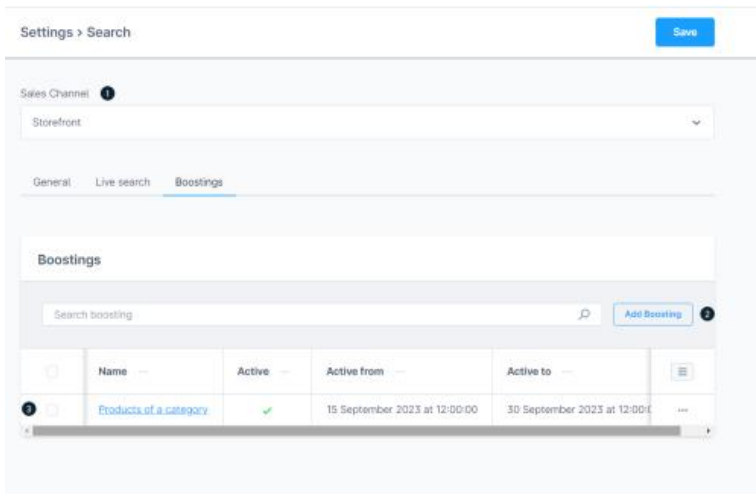 Settings > Search
Save
Sales Channel 1
Storefront
General Live search Boostings
Boostings
Search boosting
Add Boosting 2
Name Active Active from Active to
3 Products of a category 15 September 2023 at 12:00:00 30 September 2023 at 12:00:0